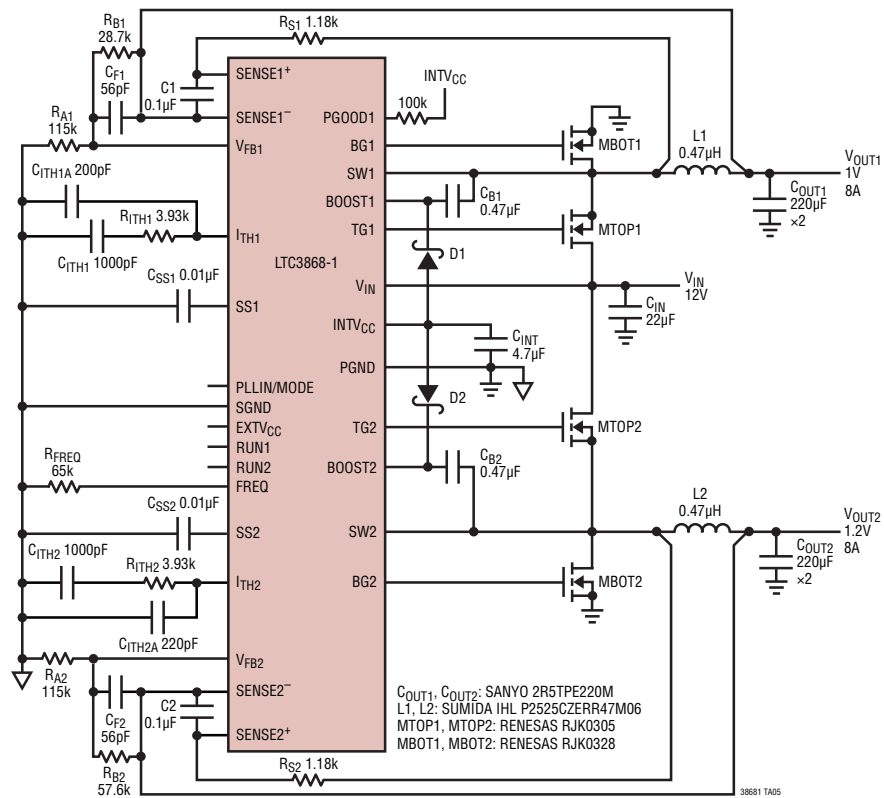 RB1
28.7k
CF1
56pF
C1
0.1µF
RS1 1.18k
RA1
115k
CITH1A 200pF
RITH1 3.93k
CITH1 1000pF
CSS1 0.01µF
RFREQ
65k
CSS2 0.01µF
CITH2 1000pF
RITH2 3.93k
CITH2A 220pF
RA2
115k
CF2
56pF
RB2
57.6k
C2
0.1µF
RS2 1.18k
SENSE1+
SENSE1–
VFB1
ITH1
LTC3868-1
SS1
PLLIN/MODE
SGND
EXTVCC
RUN1
RUN2
FREQ
SS2
ITH2
VFB2
SENSE2–
SENSE2+
PGOOD1
BG1
SW1
BOOST1
TG1
VIN
INTVCC
PGND
TG2
BOOST2
SW2
BG2
INTVCC
100k
MBOT1
L1
0.47µH
CB1
0.47µF
MTOP1
D1
VOUT1
1V
8A
COUT1
220µF
×2
VIN
12V
CIN
22µF
CINT
4.7µF
D2
MTOP2
CB2
0.47µF
L2
0.47µH
VOUT2
1.2V
8A
COUT2
220µF
×2
MBOT2
COUT1, COUT2: SANYO 2R5TPE220M
L1, L2: SUMIDA IHL P2525CZERR47M06
MTOP1, MTOP2: RENESAS RJK0305
MBOT1, MBOT2: RENESAS RJK0328
38681 TA05